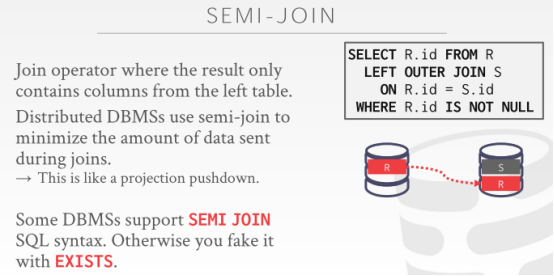 SEMI-JOIN
Join operator where the result only
contains columns from the left table.
Distributed DBMSs use semi-join to
minimize the amount of data sent
during joins.
→ This is like a projection pushdown.
Some DBMSs support SEMI JOIN
SQL syntax. Otherwise you fake it
with EXISTS.
SELECT R.id FROM R
LEFT OUTER JOIN S
ON R.id = S.id
WHERE R.id IS NOT NULL
R
S
R